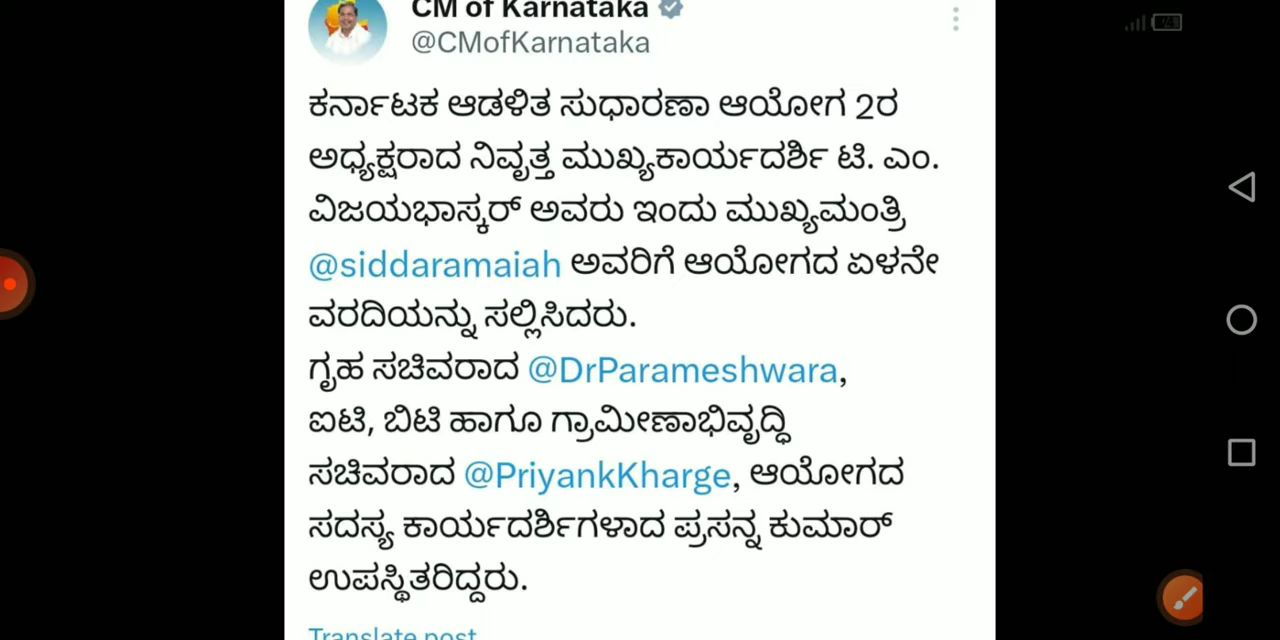 CM of Karnataka
@CMofKarnataka
ಕರ್ನಾಟಕ ಆಡಳಿತ ಸುಧಾರಣಾ ಆಯೋಗ 2ರ
ಅಧ್ಯಕ್ಷರಾದ ನಿವೃತ್ತ ಮುಖ್ಯಕಾರ್ಯದರ್ಶಿ ಟಿ. ಎಂ.
ವಿಜಯಭಾಸ್ಕರ್ ಅವರು ಇಂದು ಮುಖ್ಯಮಂತ್ರಿ
@siddaramaiah ಅವರಿಗೆ ಆಯೋಗದ ಏಳನೇ
ವರದಿಯನ್ನು ಸಲ್ಲಿಸಿದರು.
ಗೃಹ ಸಚಿವರಾದ @DrParameshwara,
ಐಟಿ, ಬಿಟಿ ಹಾಗೂ ಗ್ರಾಮೀಣಾಭಿವೃದ್ಧಿ
ಸಚಿವರಾದ @PriyankKharge, ಆಯೋಗದ
ಸದಸ್ಯ ಕಾರ್ಯದರ್ಶಿಗಳಾದ ಪ್ರಸನ್ನ ಕುಮಾರ್
ಉಪಸ್ಥಿತರಿದ್ದರು.
Translate post